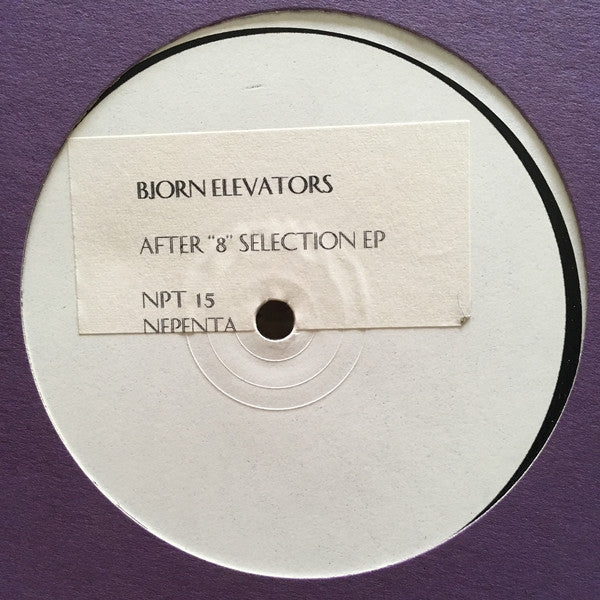 BJORN ELEVATORS
AFTER "8" SELECTION EP
NPT 15
NEPENTA